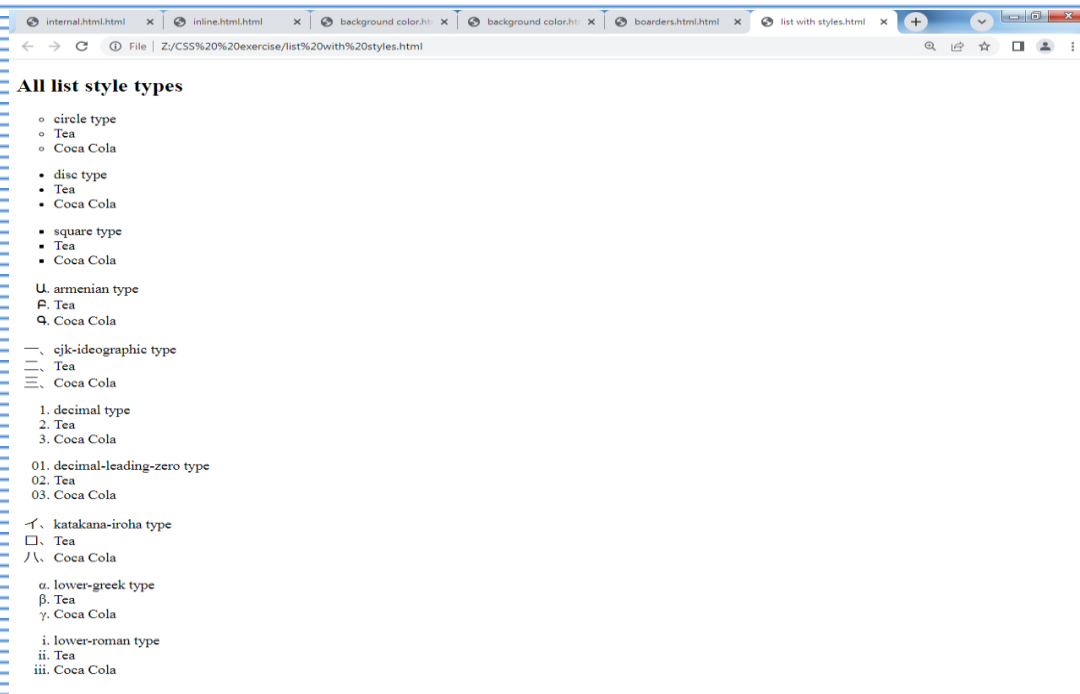 internal.html.html
inline.html.html
background color.ht
background color.ht
boarders.html.html
list with styles.html
File | Z:/CSS%20%20exercise/list%20with%20styles.html
All list style types
◦ circle type
◦ Tea
◦ Coca Cola
• disc type
• Tea
• Coca Cola
▪ square type
▪ Tea
▪ Coca Cola
Ա. armenian type
Բ. Tea
Գ. Coca Cola
一、 cjk-ideographic type
二、 Tea
三、 Coca Cola
1. decimal type
2. Tea
3. Coca Cola
01. decimal-leading-zero type
02. Tea
03. Coca Cola
イ、 katakana-iroha type
ロ、 Tea
ハ、 Coca Cola
α. lower-greek type
β. Tea
γ. Coca Cola
i. lower-roman type
ii. Tea
iii. Coca Cola